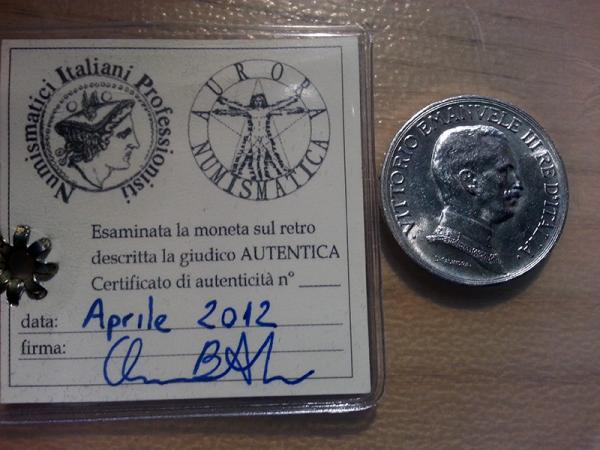 Numismatici Italiani Professionisti
AURORA
NUMISMATICA
Esaminata la moneta sul retro
descritta la giudico AUTENTICA
Certificato di autenticità n° _____
data: Aprile 2012
firma:
VITTORIO EMANVELE III RE D'ITALIA